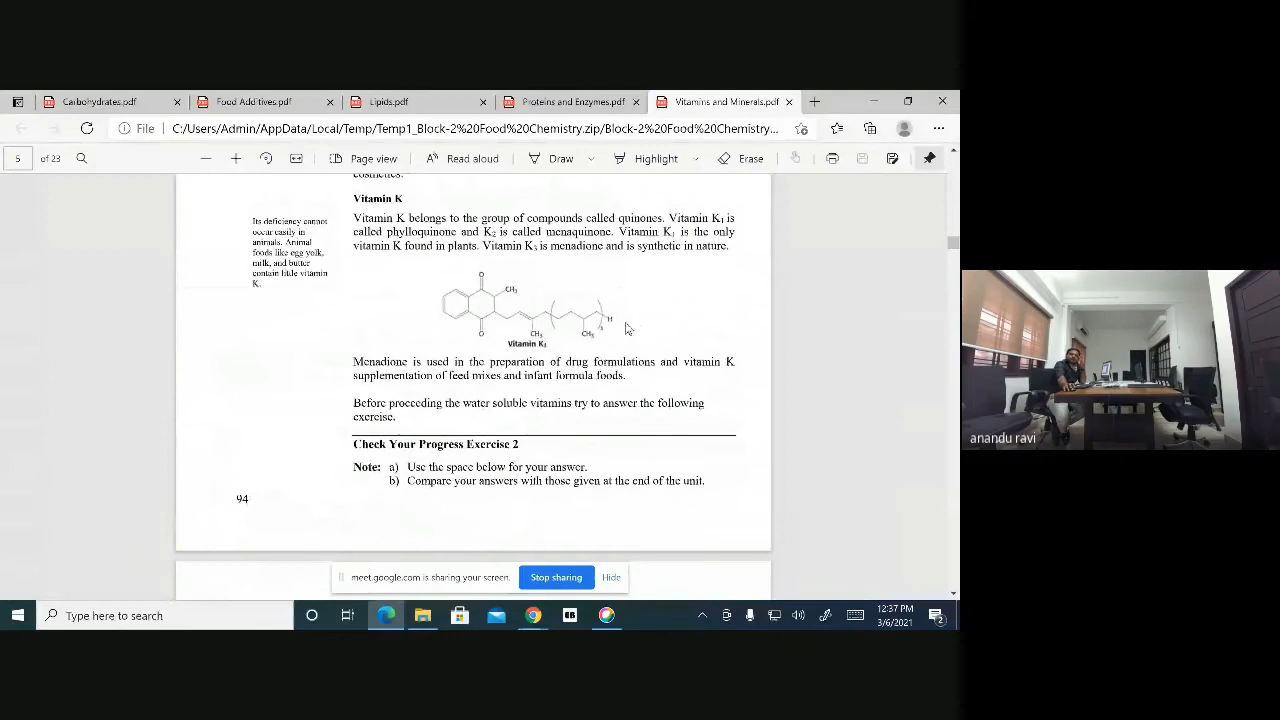 Carbohydrates.pdf
Food Additives.pdf
Lipids.pdf
Proteins and Enzymes.pdf
Vitamins and Minerals.pdf
File
C:/Users/Admin/AppData/Local/Temp/Temp1_Block-2%20Food%20Chemistry.zip/Block-2%20Food%20Chemistry...
5
of 23
Page view
Read aloud
Draw
Highlight
Erase
cosmetics.
Vitamin K
Its deficiency cannot
occur easily in
animals. Animal
foods like egg yolk,
milk, and butter
contain little vitamin
K.
Vitamin K belongs to the group of compounds called quinones. Vitamin K1 is
called phylloquinone and K2 is called menaquinone. Vitamin K1 is the only
vitamin K found in plants. Vitamin K3 is menadione and is synthetic in nature.
O
CH3
O
CH3
CH3
H
Vitamin K1
Menadione is used in the preparation of drug formulations and vitamin K
supplementation of feed mixes and infant formula foods.
Before proceeding the water soluble vitamins try to answer the following
exercise.
Check Your Progress Exercise 2
Note: a) Use the space below for your answer.
b) Compare your answers with those given at the end of the unit.
94
meet.google.com is sharing your screen.
Stop sharing
Hide
Type here to search
12:37 PM
3/6/2021
2
anandu ravi